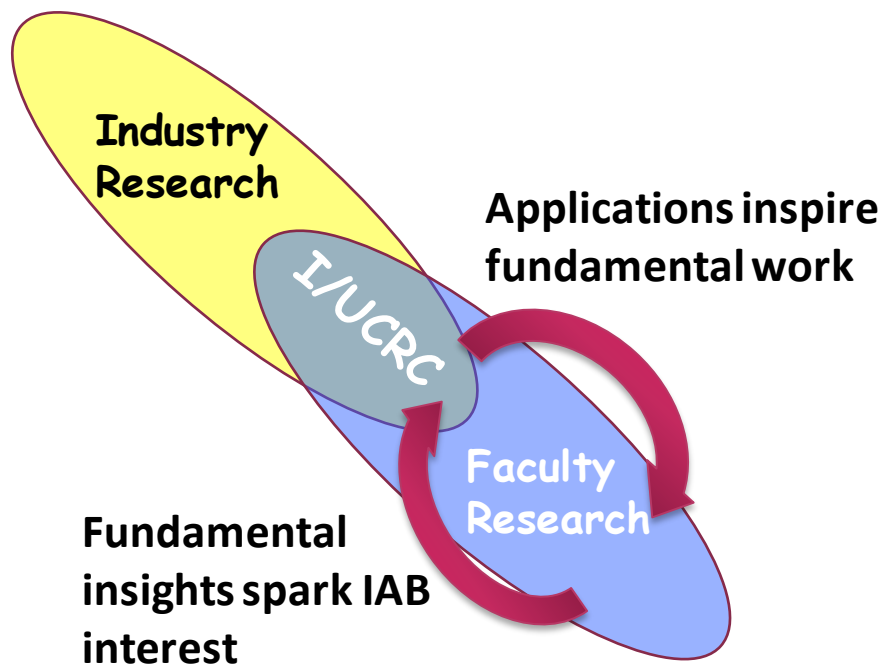 Industry
Research
Applications inspire
fundamental work
I/UCRC
Faculty
Research
Fundamental
insights spark IAB
interest